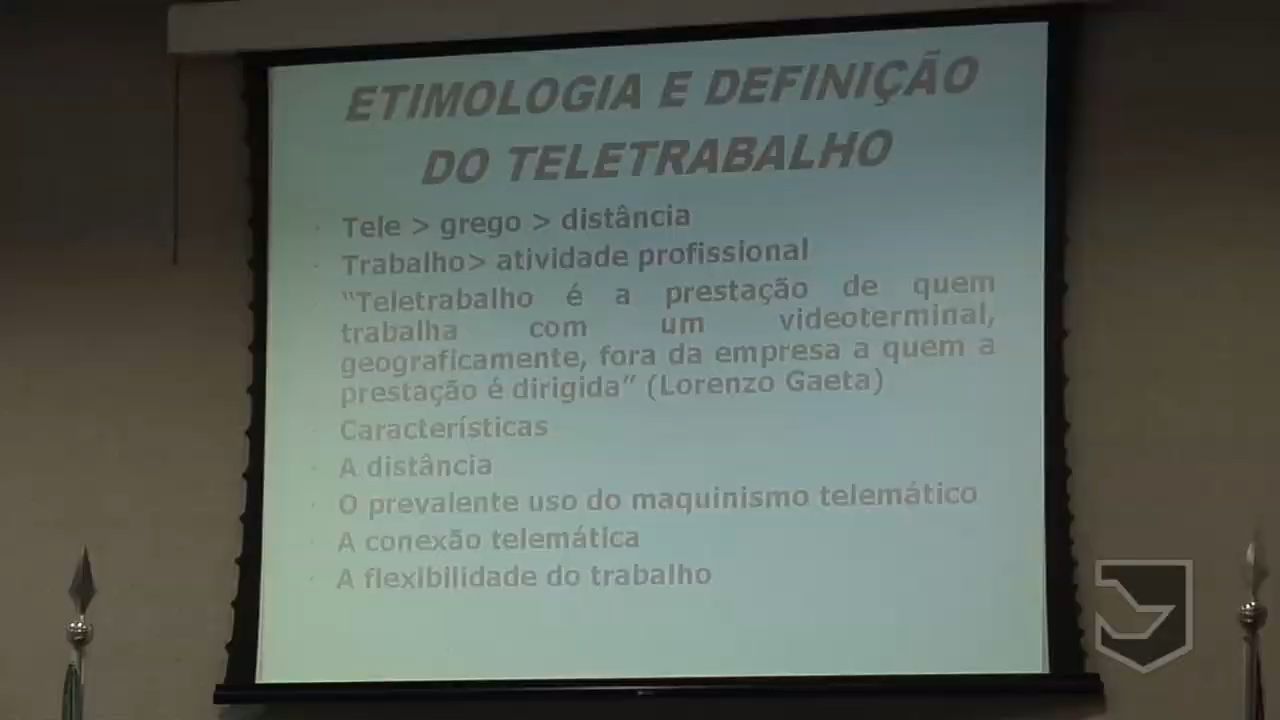 ETIMOLOGIA E DEFINIÇÃO
DO TELETRABALHO
· Tele > grego > distância
· Trabalho> atividade profissional
· “Teletrabalho é a prestação de quem
trabalha com um videoterminal,
geograficamente, fora da empresa a quem a
prestação é dirigida” (Lorenzo Gaeta)
· Características
· A distância
· O prevalente uso do maquinismo telemático
· A conexão telemática
· A flexibilidade do trabalho